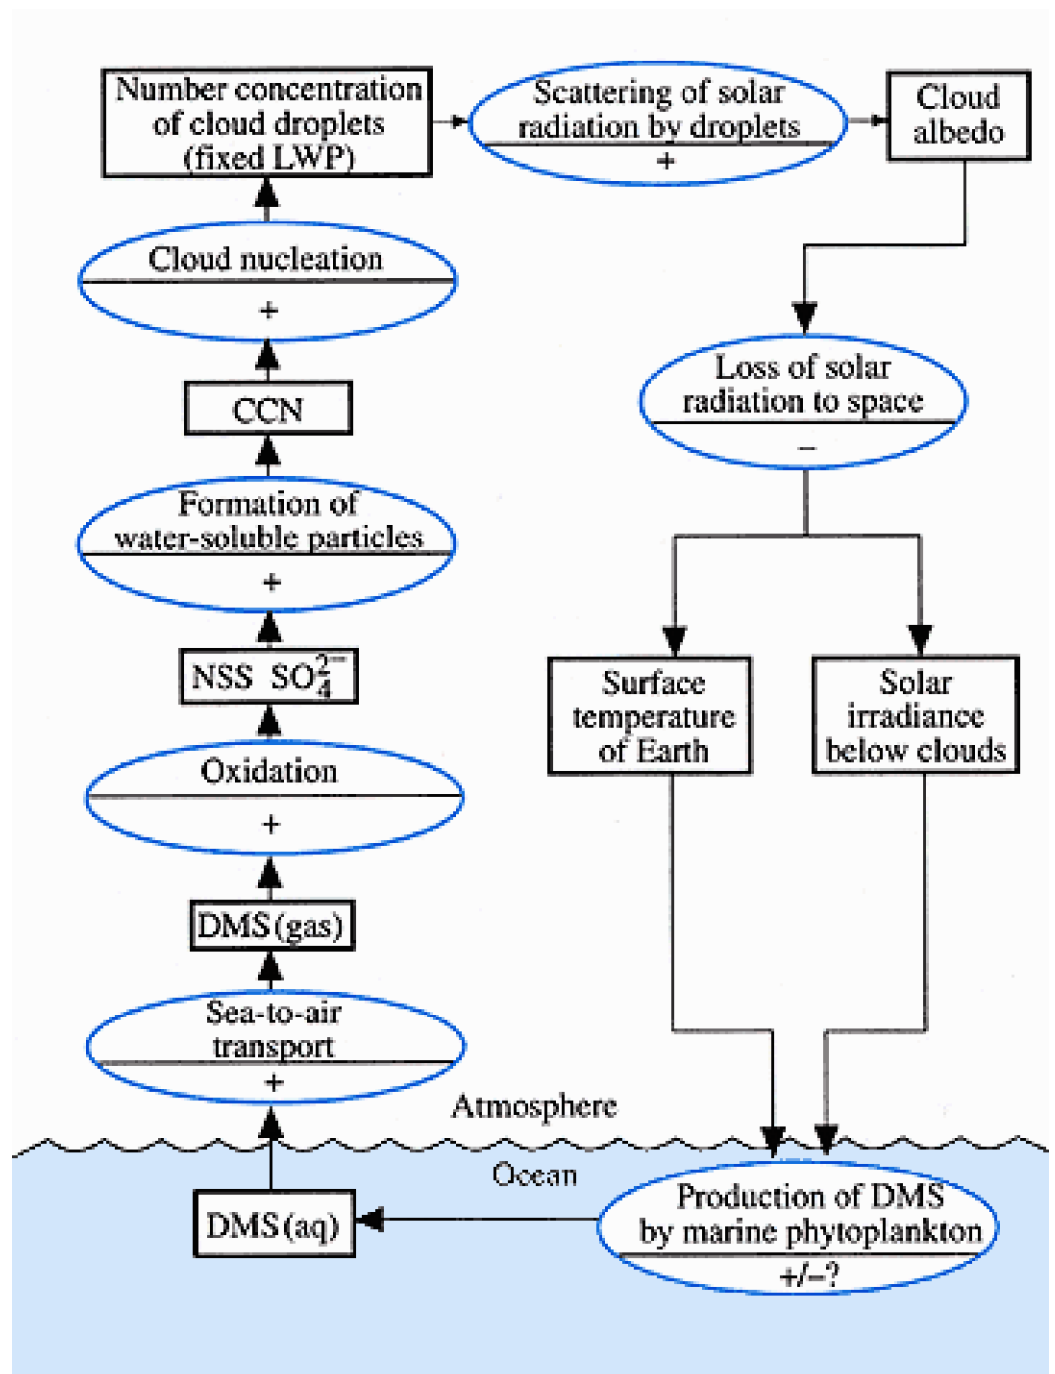 Number concentration
of cloud droplets
(fixed LWP)
Scattering of solar
radiation by droplets
+
Cloud
albedo
Cloud nucleation
+
Loss of solar
radiation to space
–
CCN
Formation of
water-soluble particles
+
Surface
temperature
of Earth
Solar
irradiance
below clouds
NSS SO₄²⁻
Oxidation
+
DMS(gas)
Sea-to-air
transport
+
Atmosphere
Ocean
DMS(aq)
Production of DMS
by marine phytoplankton
+/–?